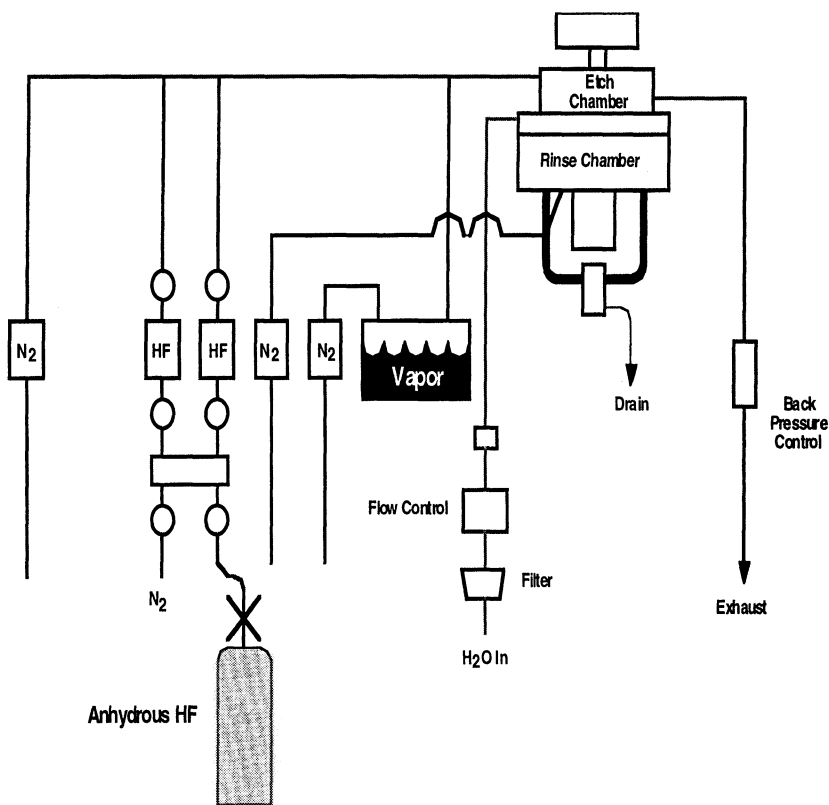 Etch
Chamber
Rinse Chamber
N2
HF
HF
N2
N2
Vapor
Drain
Back
Pressure
Control
Flow Control
Filter
Exhaust
N2
H2O In
Anhydrous HF